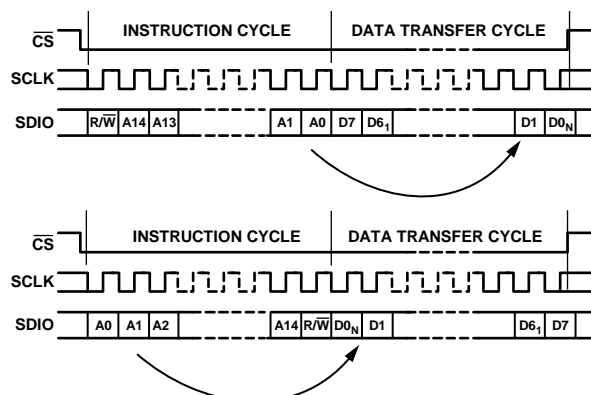 INSTRUCTION CYCLE DATA TRANSFER CYCLE
CS
SCLK
SDIO R/W A14 A13 A1 A0 D7 D6₁ D1 D0N
INSTRUCTION CYCLE DATA TRANSFER CYCLE
CS
SCLK
SDIO A0 A1 A2 A14 R/W D0N D1 D6₁ D7